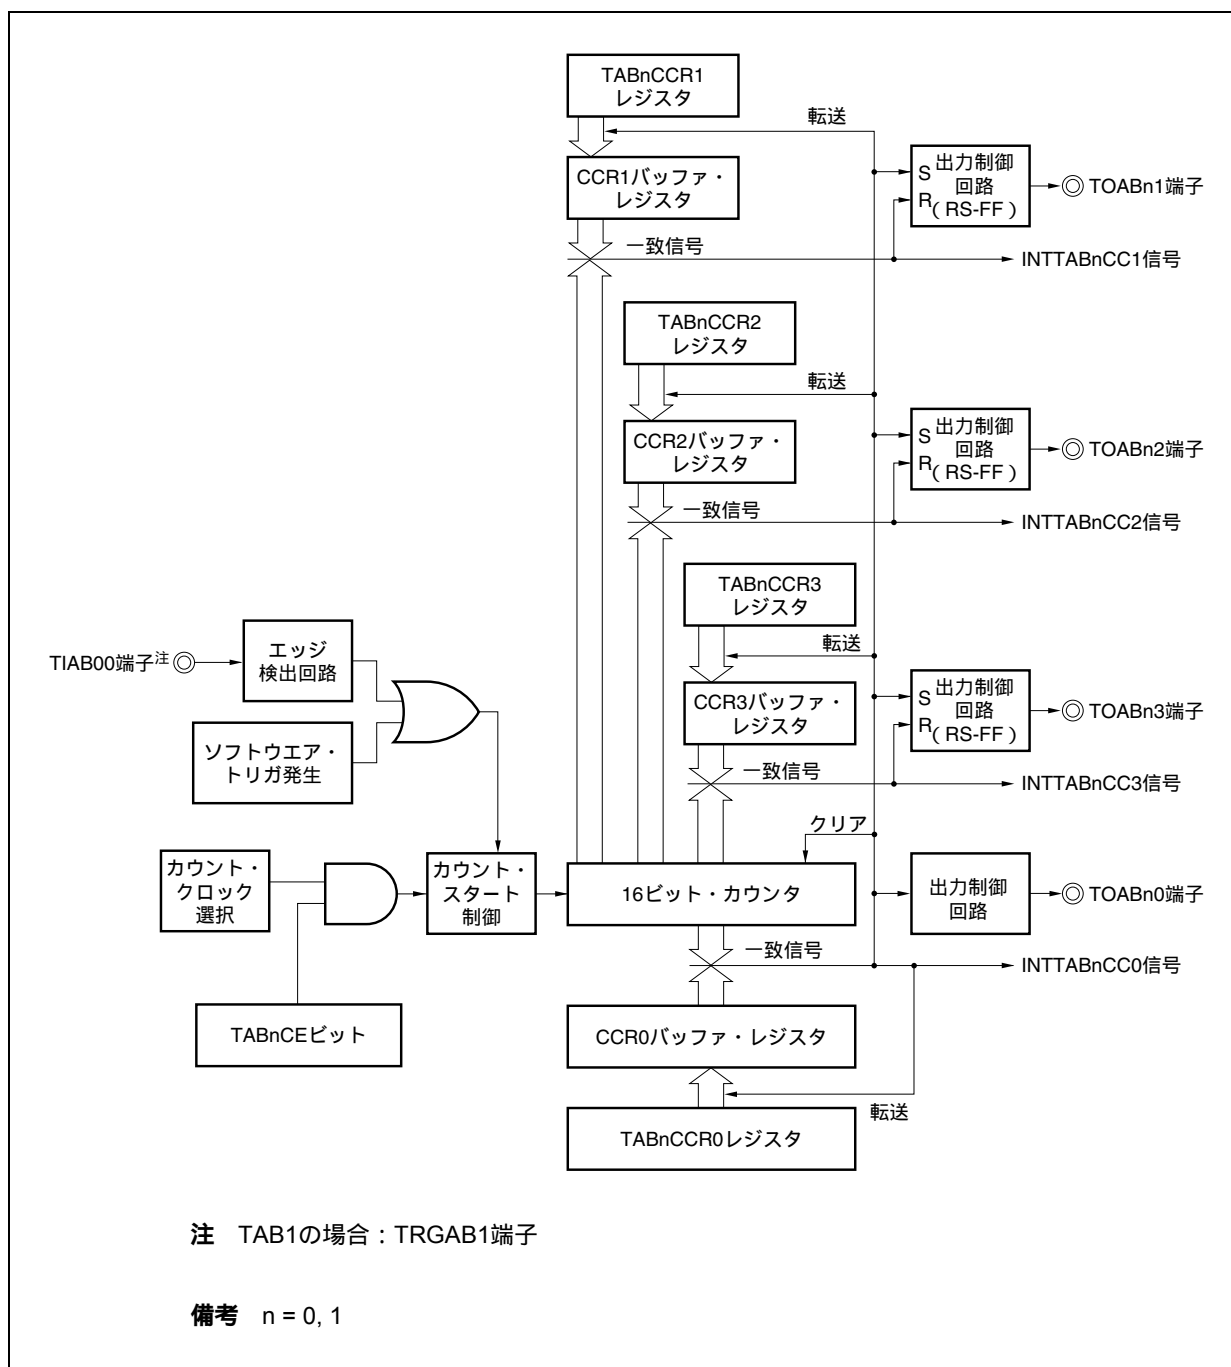 TABnCCR1
レジスタ
転送
CCR1バッファ・
レジスタ
S 出力制御
回路
R（RS-FF）
TOABn1端子
一致信号
INTTABnCC1信号
TABnCCR2
レジスタ
転送
CCR2バッファ・
レジスタ
S 出力制御
回路
R（RS-FF）
TOABn2端子
一致信号
INTTABnCC2信号
TABnCCR3
レジスタ
転送
TIAB00端子注
エッジ
検出回路
CCR3バッファ・
レジスタ
S 出力制御
回路
R（RS-FF）
TOABn3端子
ソフトウエア・
トリガ発生
一致信号
INTTABnCC3信号
クリア
カウント・
クロック
選択
カウント・
スタート
制御
16ビット・カウンタ
出力制御
回路
TOABn0端子
一致信号
INTTABnCC0信号
TABnCEビット
CCR0バッファ・レジスタ
転送
TABnCCR0レジスタ
注 TAB1の場合：TRGAB1端子
備考 n = 0, 1